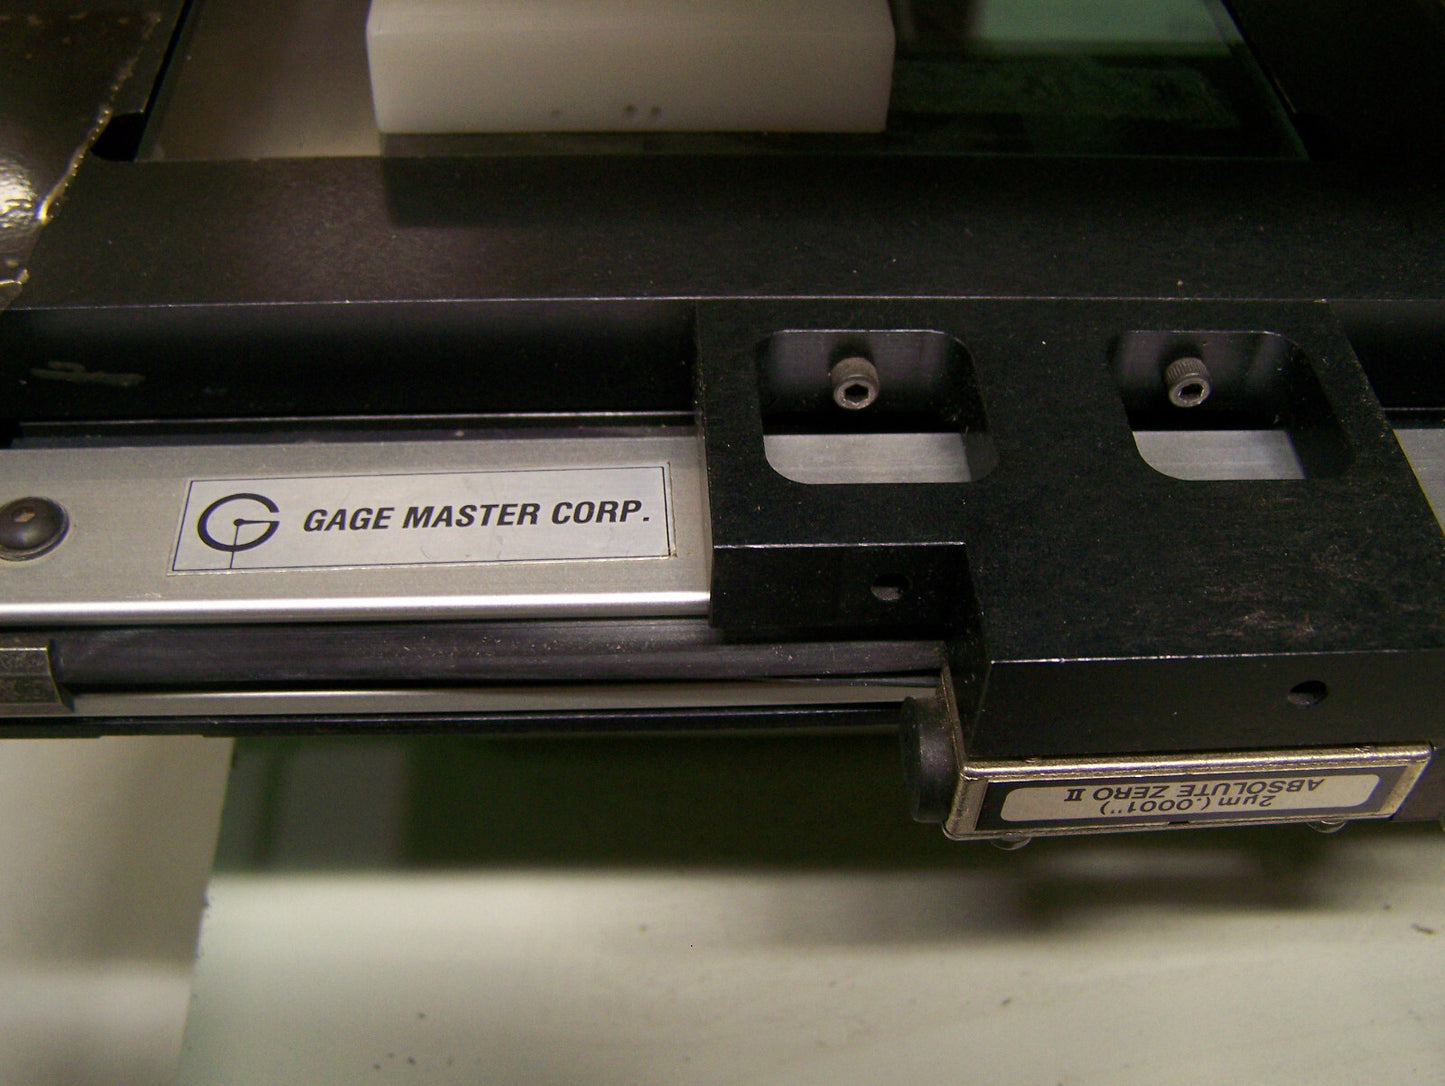 GAGE MASTER CORP.
ABSOLUTE ZERO II
2µm (.0001")